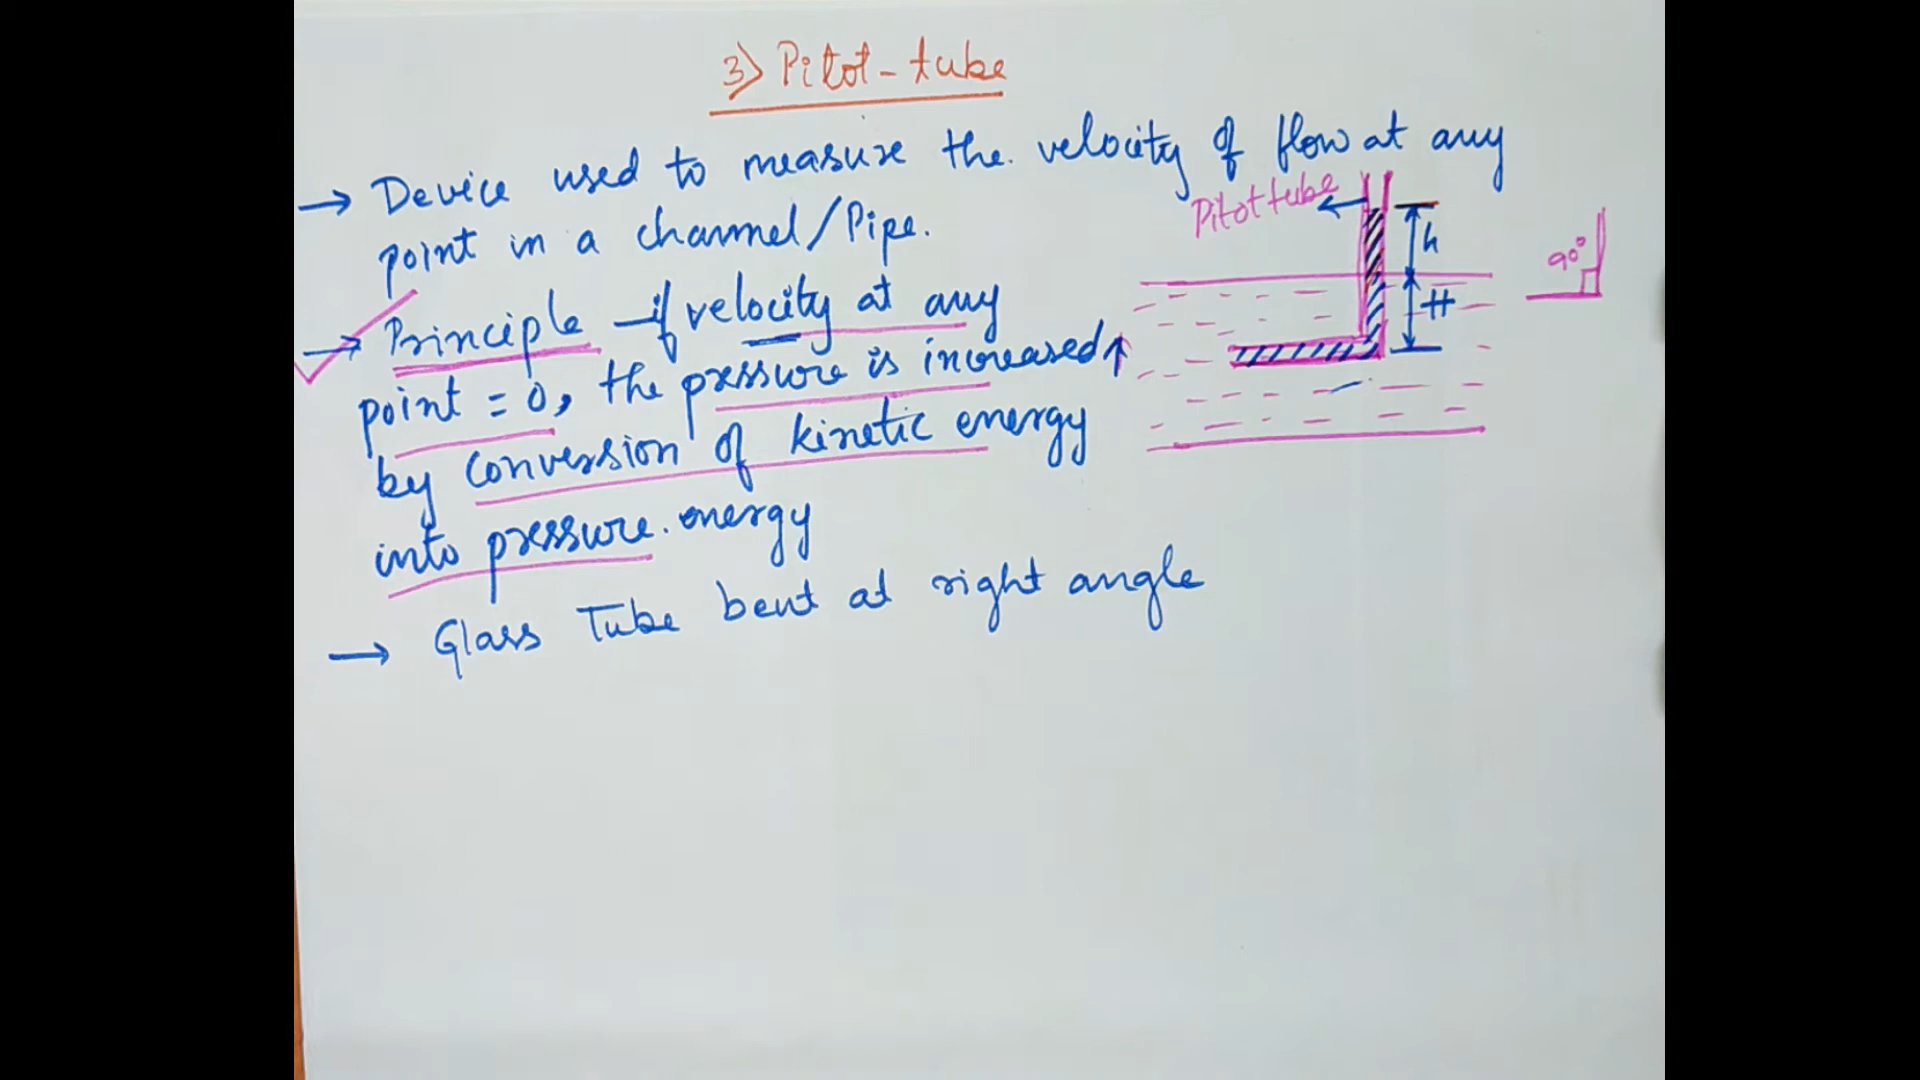 3) Pitot-tube
→ Device used to measure the velocity of flow at any
point in a channel/Pipe.
→ Principle – if velocity at any
point = 0, the pressure is increased ↑
by conversion of kinetic energy
into pressure. energy
→ Glass Tube bent at right angle
Pitot tube
h
H
90°